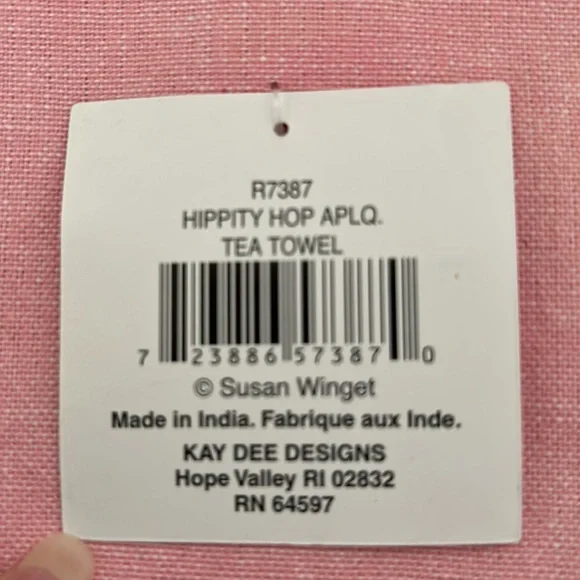 R7387
HIPPITY HOP APLQ.
TEA TOWEL
7 23886 57387 0
© Susan Winget
Made in India. Fabrique aux Inde.
KAY DEE DESIGNS
Hope Valley RI 02832
RN 64597